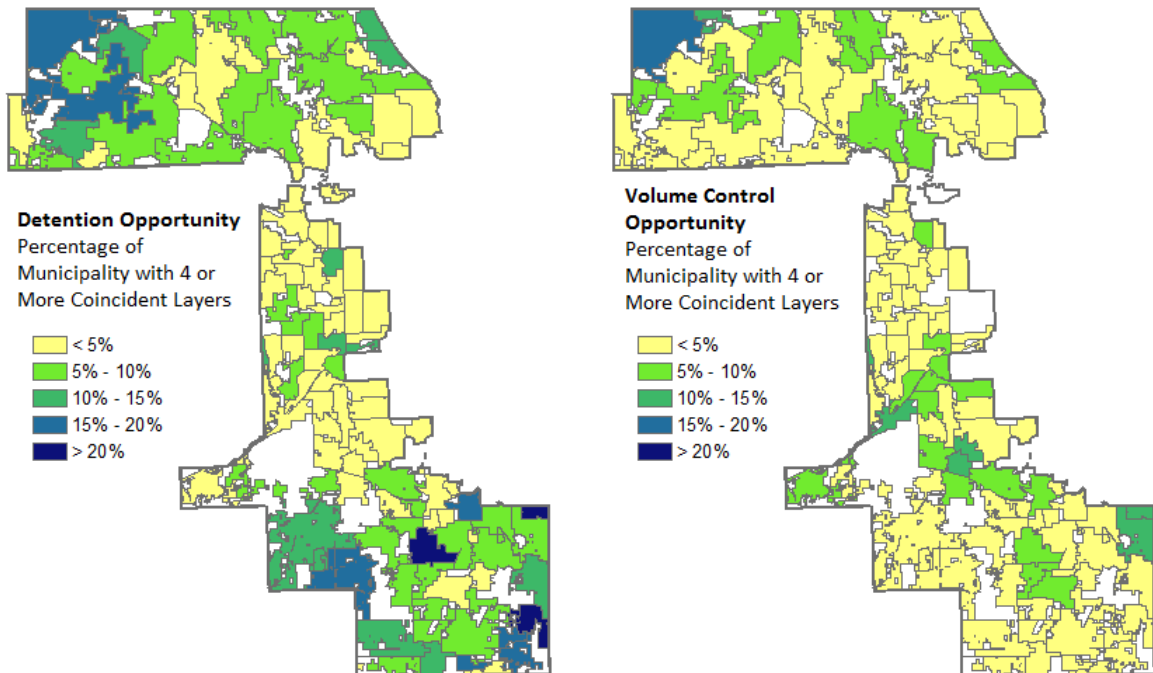 Detention Opportunity
Percentage of
Municipality with 4 or
More Coincident Layers
< 5%
5% - 10%
10% - 15%
15% - 20%
> 20%
Volume Control
Opportunity
Percentage of
Municipality with 4 or
More Coincident Layers
< 5%
5% - 10%
10% - 15%
15% - 20%
> 20%